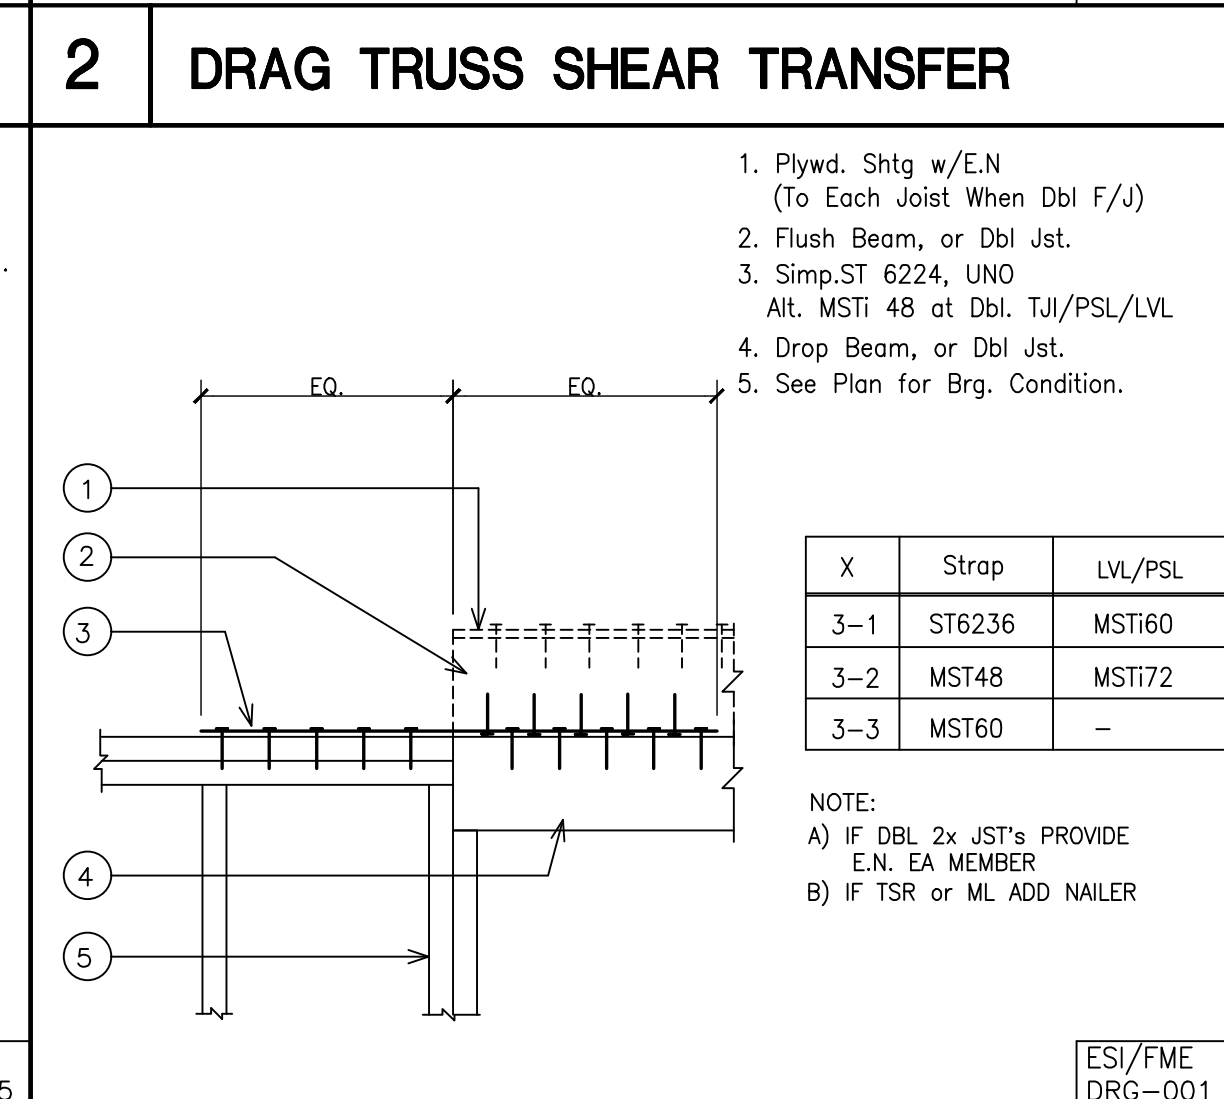 2 DRAG TRUSS SHEAR TRANSFER
1. Plywd. Shtg w/E.N
(To Each Joist When Dbl F/J)
2. Flush Beam, or Dbl Jst.
3. Simp.ST 6224, UNO
Alt. MSTi 48 at Dbl. TJI/PSL/LVL
4. Drop Beam, or Dbl Jst.
5. See Plan for Brg. Condition.
EQ. EQ.
1
2
3
4
5
X Strap LVL/PSL
3-1 ST6236 MSTi60
3-2 MST48 MSTi72
3-3 MST60 -
NOTE:
A) IF DBL 2x JST's PROVIDE
E.N. EA MEMBER
B) IF TSR or ML ADD NAILER
5
ESI/FME
DRG-001